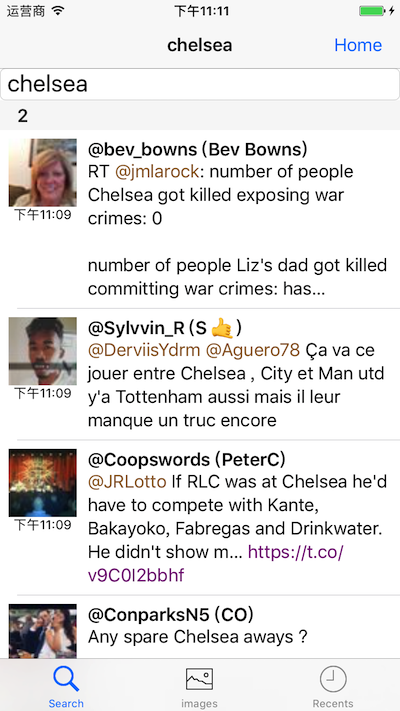 运营商 下午11:11
chelsea Home
chelsea
2
@bev_bowns (Bev Bowns)
RT @jmlarock: number of people
Chelsea got killed exposing war
crimes: 0
number of people Liz's dad got killed
committing war crimes: has...
下午11:09
@Sylvvin_R (S 🤙)
@DerviisYdrm @Aguero78 Ça va ce
jouer entre Chelsea , City et Man utd
y'a Tottenham aussi mais il leur
manque un truc encore
下午11:09
@Coopswords (PeterC)
@JRLotto If RLC was at Chelsea he'd
have to compete with Kante,
Bakayoko, Fabregas and Drinkwater.
He didn't show m... https://t.co/
v9C0I2bbhf
下午11:09
@ConparksN5 (CO)
Any spare Chelsea aways ?
Search images Recents